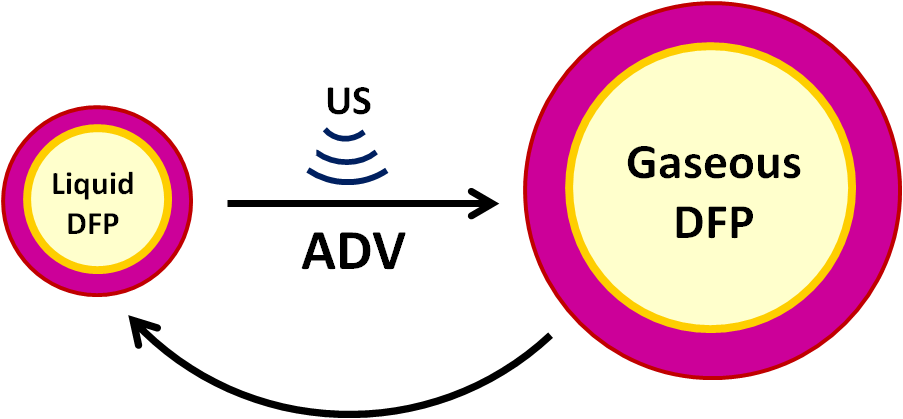 US
Liquid
DFP
ADV
Gaseous
DFP